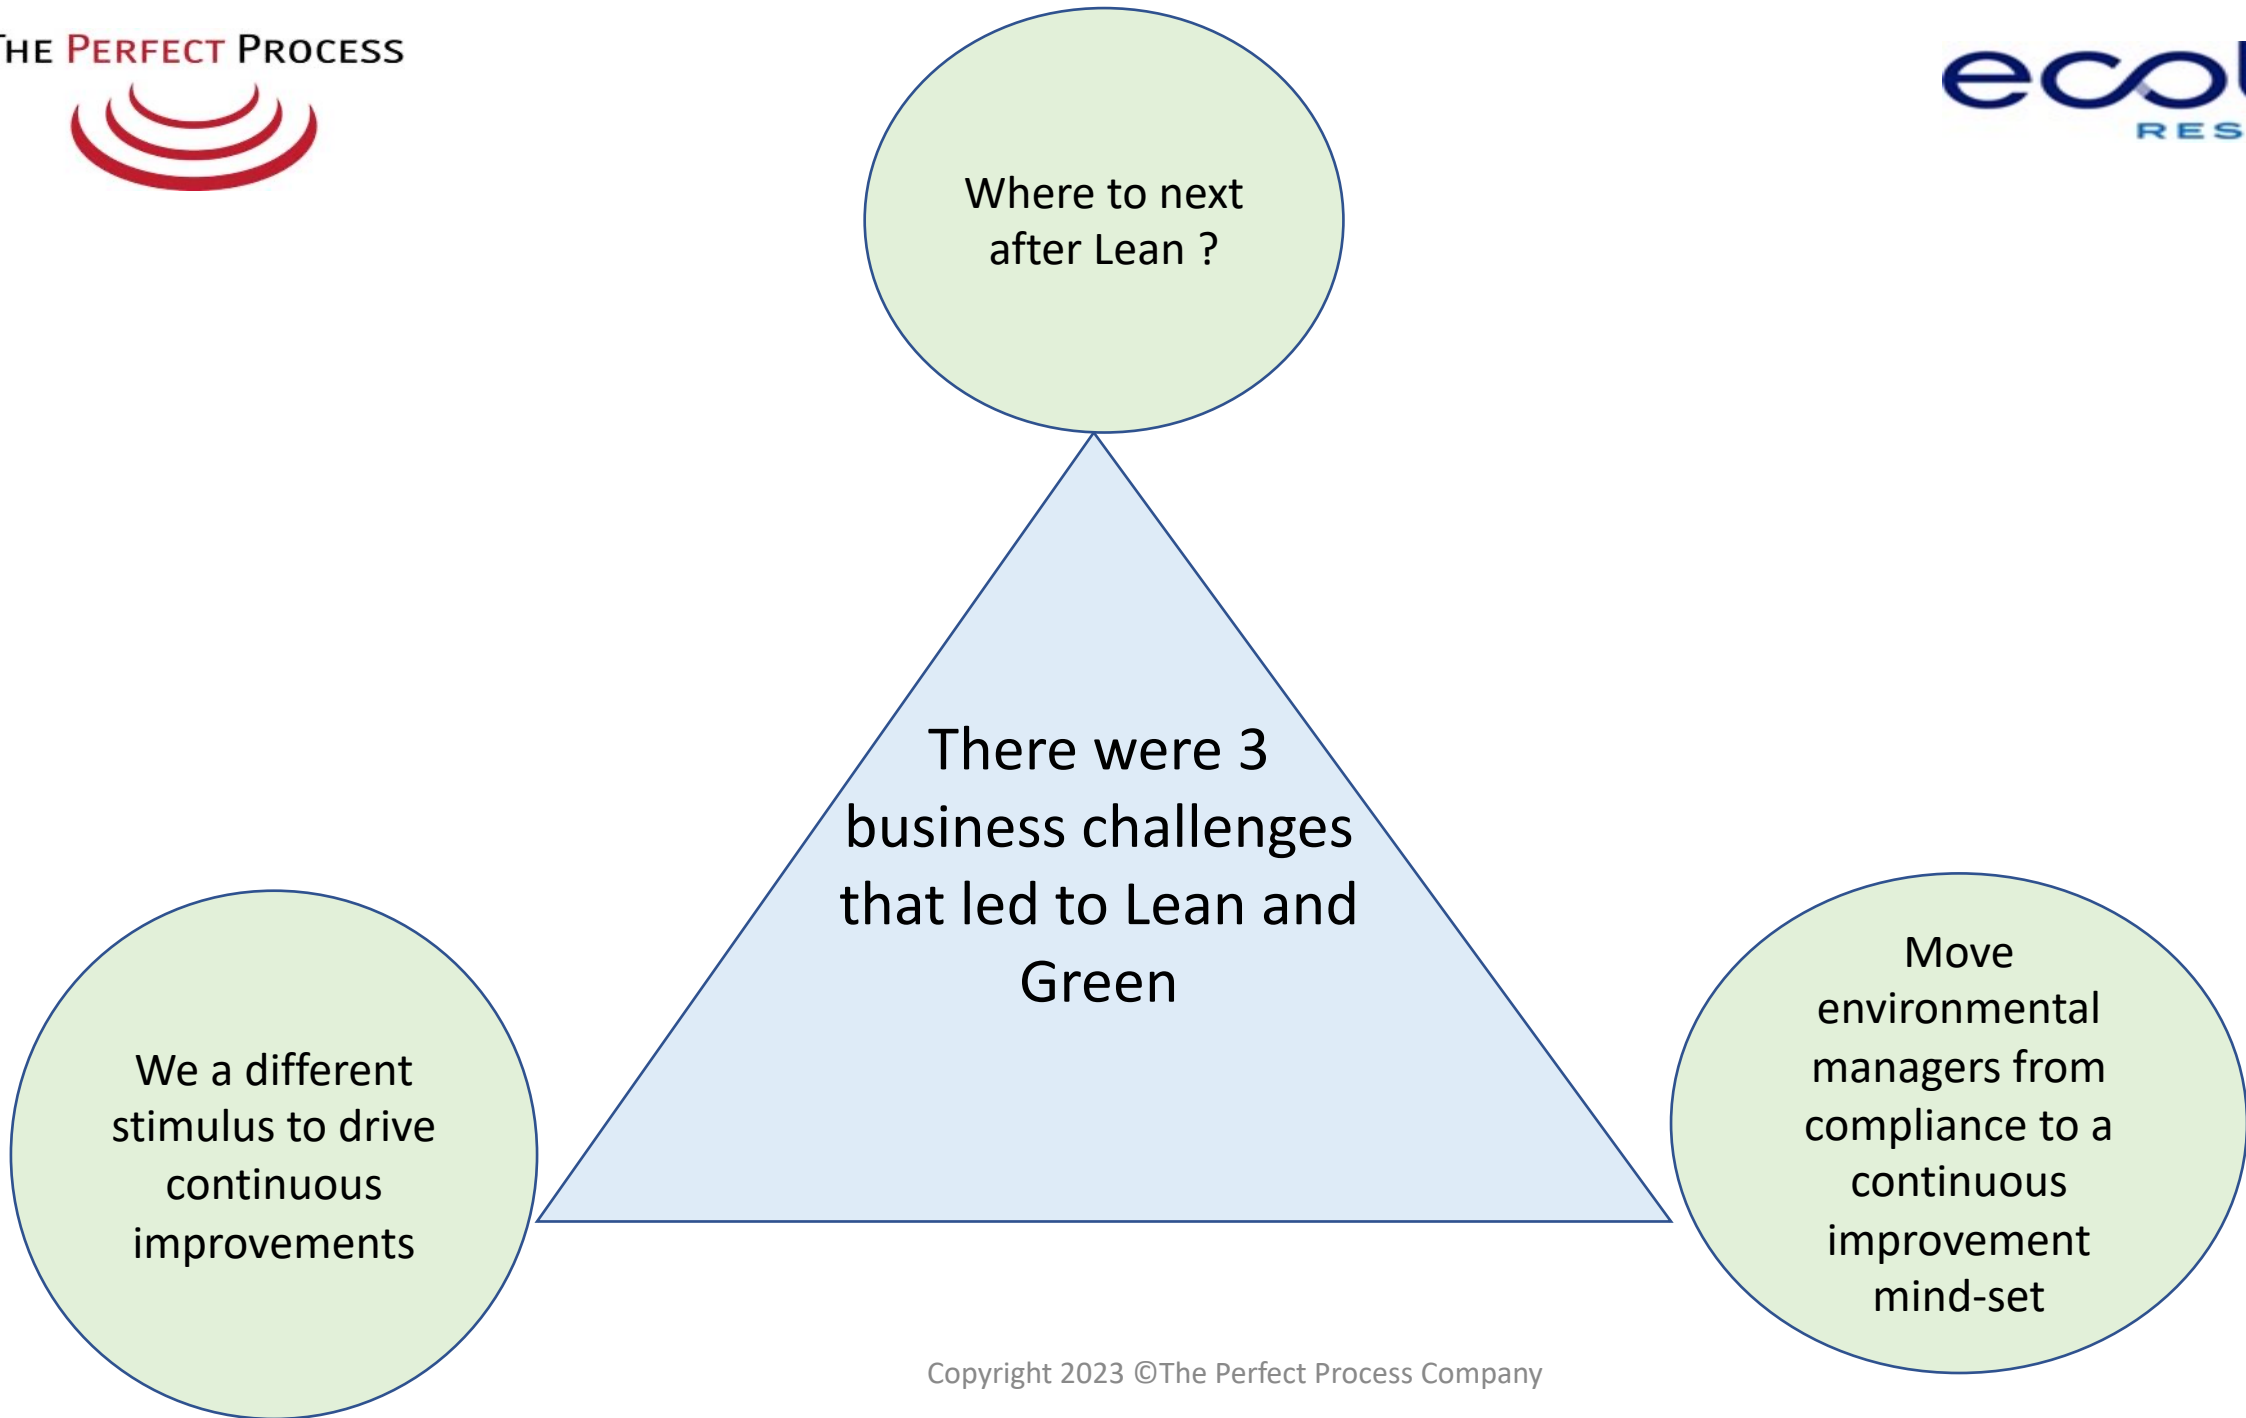 THE PERFECT PROCESS
Where to next
after Lean ?
There were 3
business challenges
that led to Lean and
Green
We a different
stimulus to drive
continuous
improvements
Move
environmental
managers from
compliance to a
continuous
improvement
mind-set
Copyright 2023 ©The Perfect Process Company